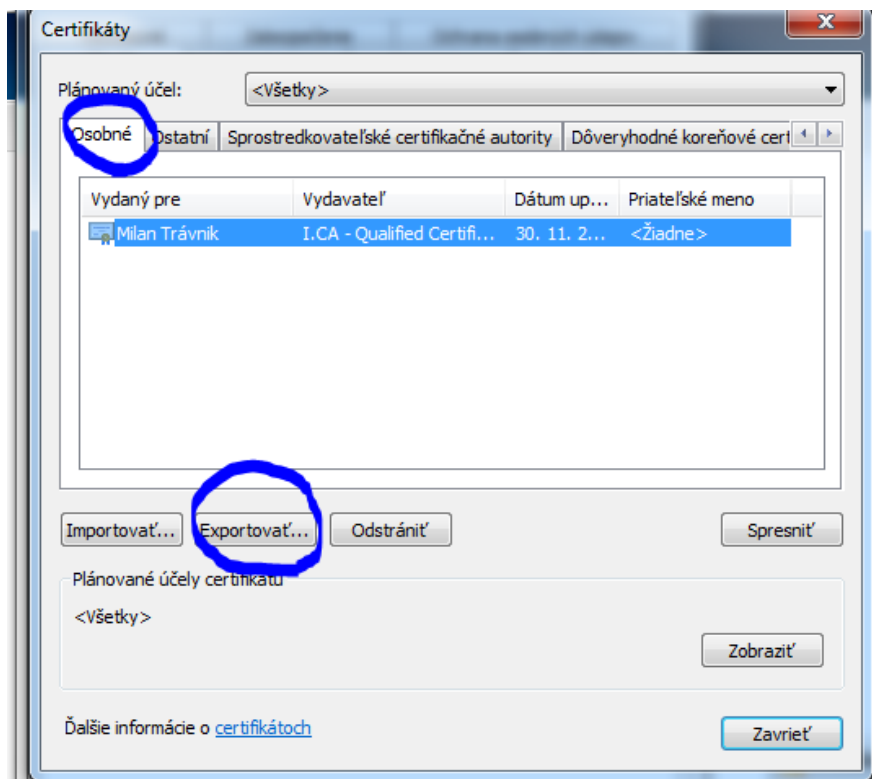 Certifikáty
Plánovaný účel: <Všetky>
Osobné Ostatní Sprostredkovateľské certifikačné autority Dôveryhodné koreňové cert
Vydaný pre Vydavateľ Dátum up... Priateľské meno
Milan Trávnik I.CA - Qualified Certifi... 30. 11. 2... <Žiadne>
Importovať... Exportovať... Odstrániť Spresniť
Plánované účely certifikátu
<Všetky>
Zobraziť
Ďalšie informácie o certifikátoch
Zavrieť